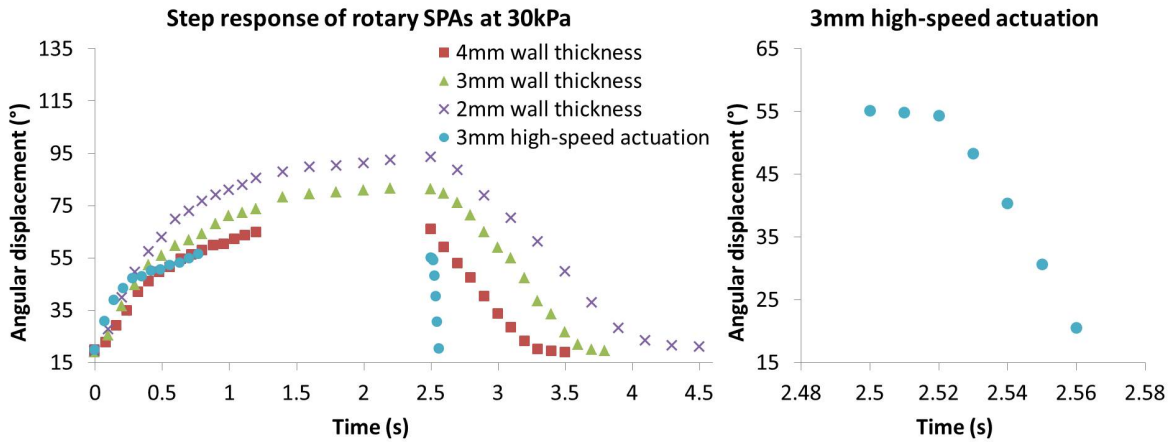 Step response of rotary SPAs at 30kPa
135
115
95
75
55
35
15
Angular displacement (°)
4mm wall thickness
3mm wall thickness
2mm wall thickness
3mm high-speed actuation
0 0.5 1 1.5 2 2.5 3 3.5 4 4.5
Time (s)
3mm high-speed actuation
65
55
45
35
25
15
Angular displacement (°)
2.48 2.5 2.52 2.54 2.56 2.58
Time (s)